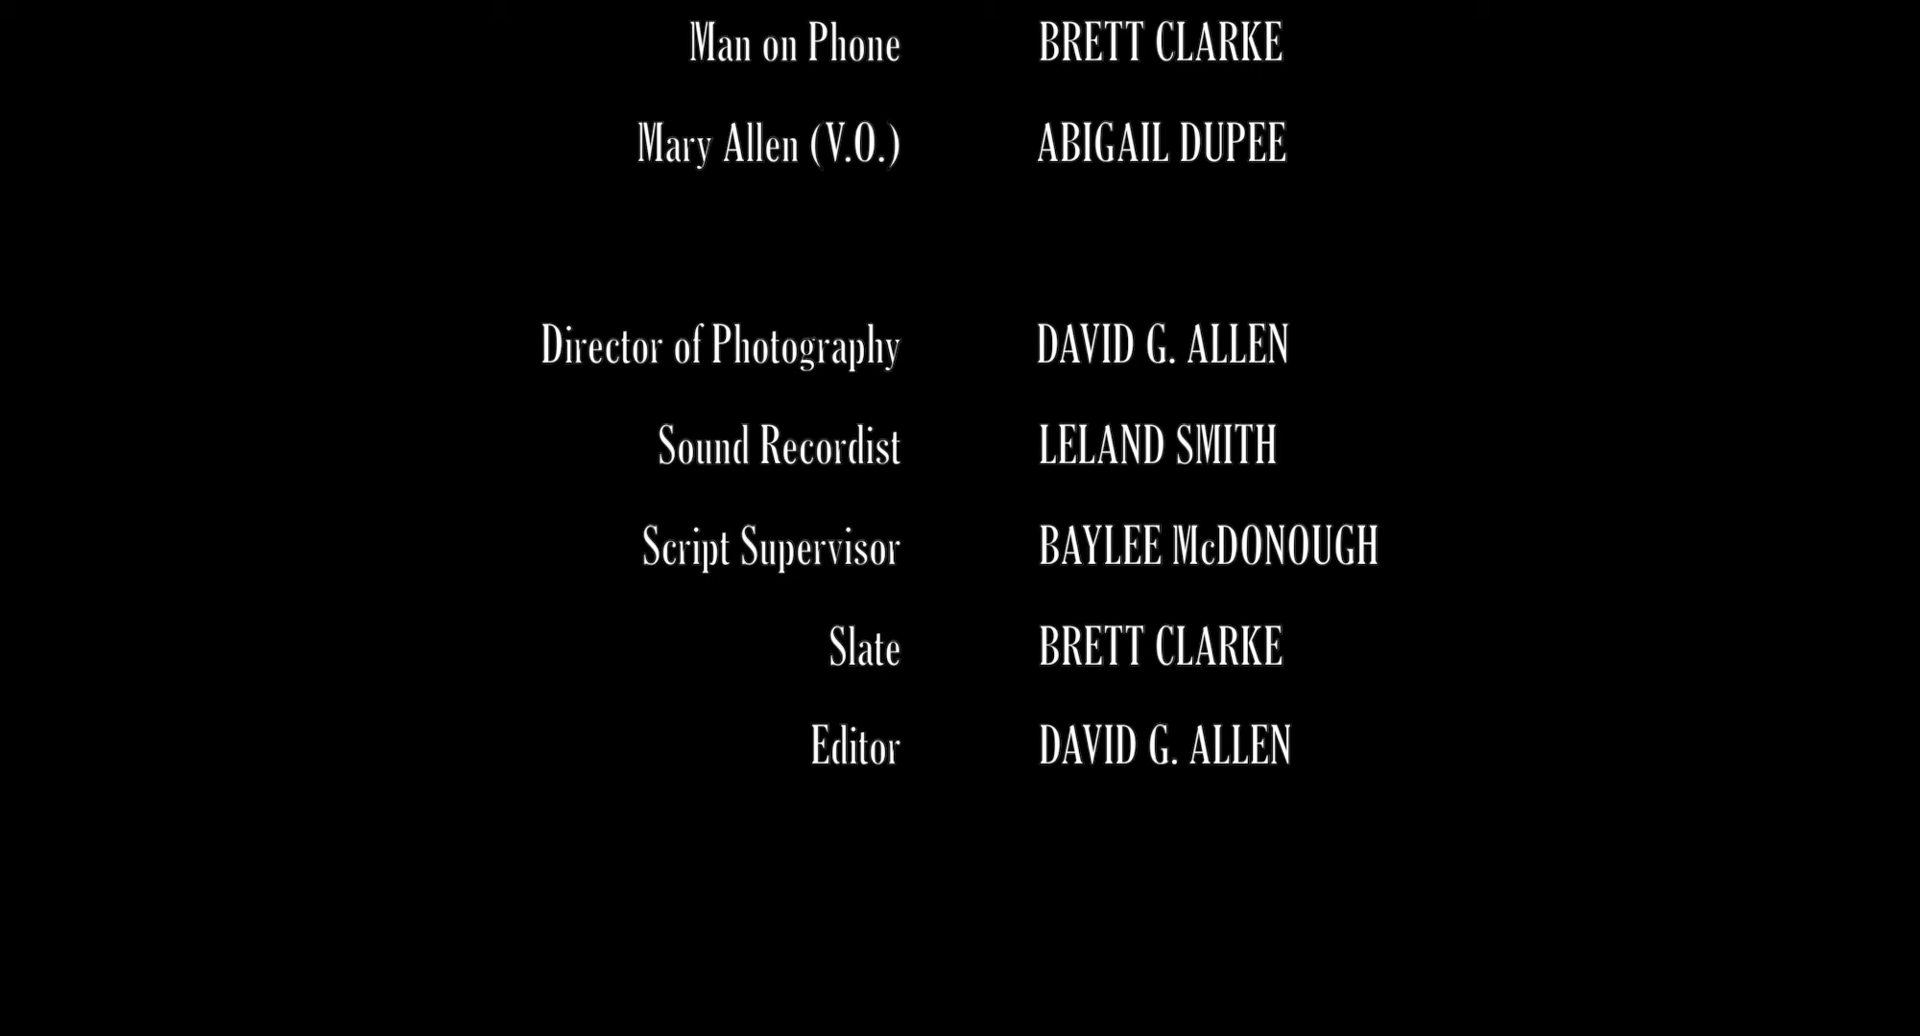 Man on Phone BRETT CLARKE
Mary Allen (V.O.) ABIGAIL DUPEE
Director of Photography DAVID G. ALLEN
Sound Recordist LELAND SMITH
Script Supervisor BAYLEE McDONOUGH
Slate BRETT CLARKE
Editor DAVID G. ALLEN